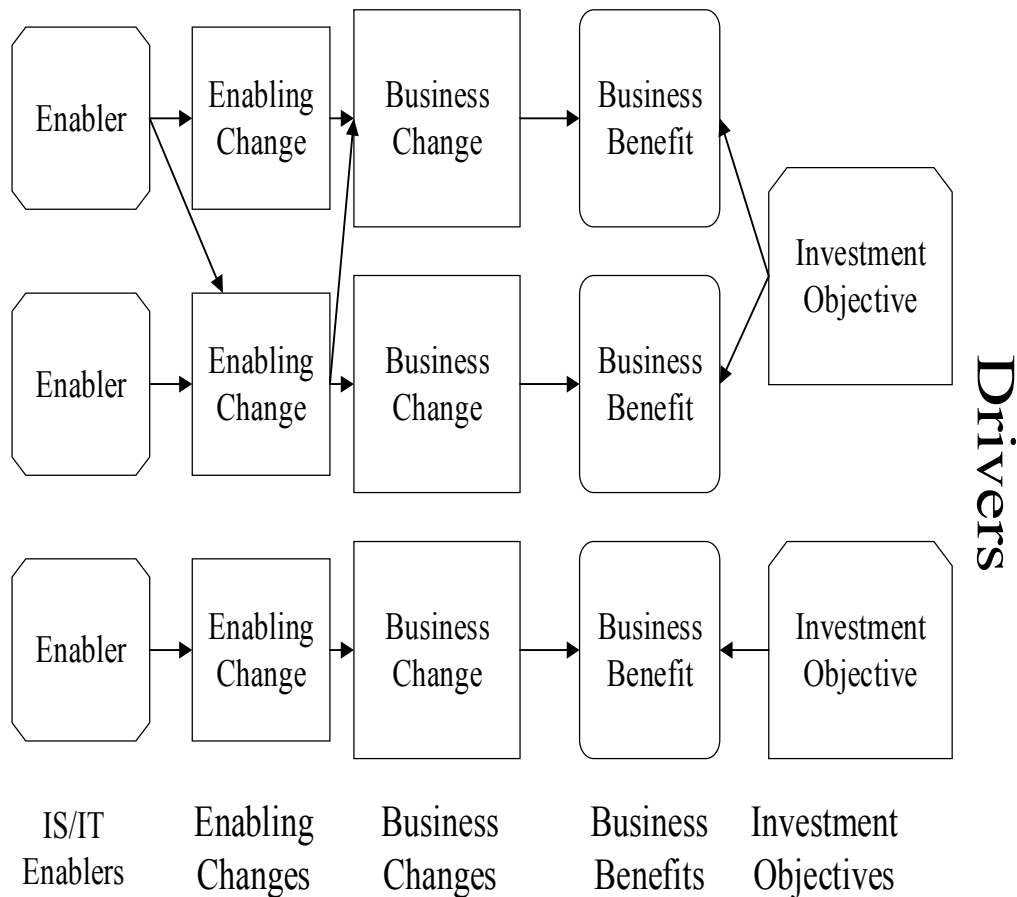 Enabler
Enabling
Change
Business
Change
Business
Benefit
Investment
Objective
Enabler
Enabling
Change
Business
Change
Business
Benefit
Drivers
Enabler
Enabling
Change
Business
Change
Business
Benefit
Investment
Objective
IS/IT
Enablers
Enabling
Changes
Business
Changes
Business
Benefits
Investment
Objectives